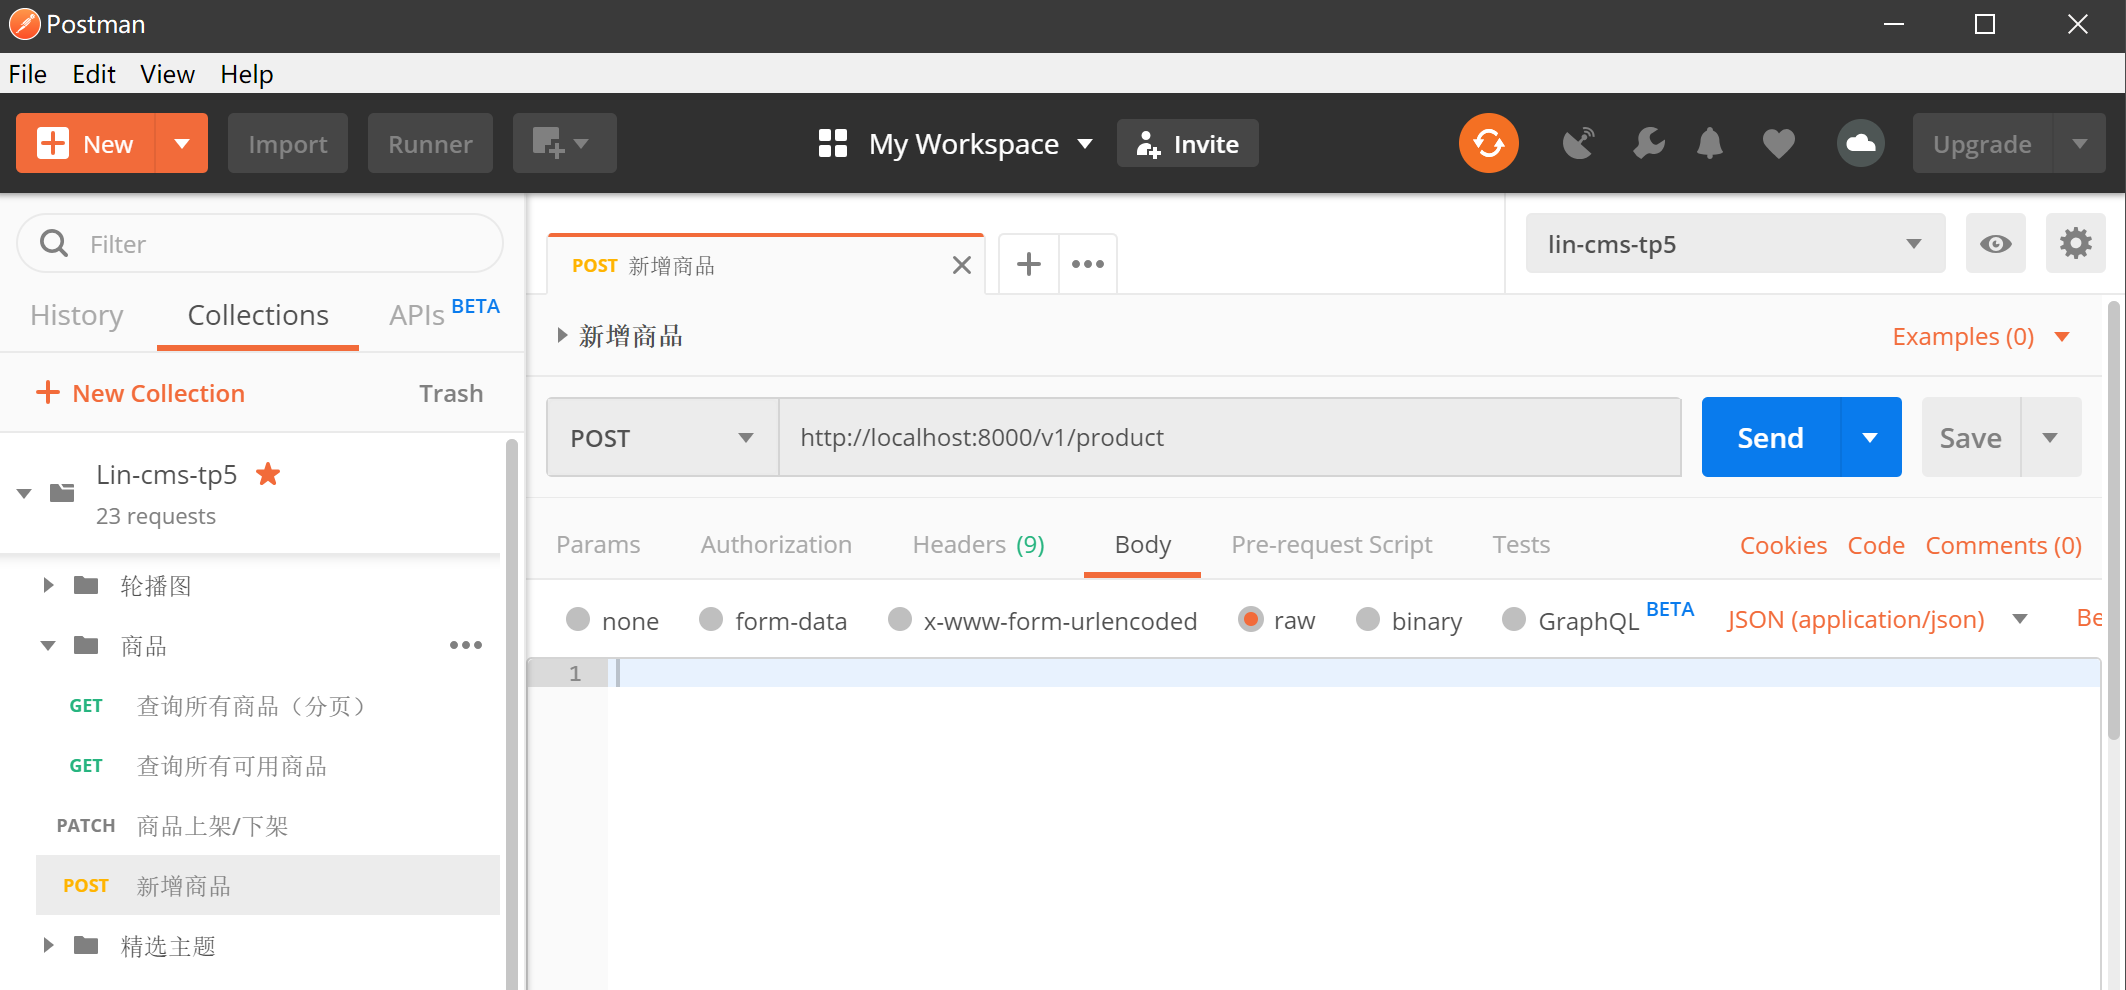 Postman
File Edit View Help
New Import Runner My Workspace Invite Upgrade
Filter
History Collections APIs BETA
New Collection Trash
Lin-cms-tp5
23 requests
轮播图
商品
GET 查询所有商品（分页）
GET 查询所有可用商品
PATCH 商品上架/下架
POST 新增商品
精选主题
POST 新增商品
lin-cms-tp5
新增商品
Examples (0)
POST http://localhost:8000/v1/product Send Save
Params Authorization Headers (9) Body Pre-request Script Tests Cookies Code Comments (0)
none form-data x-www-form-urlencoded raw binary GraphQL BETA JSON (application/json) Be
1